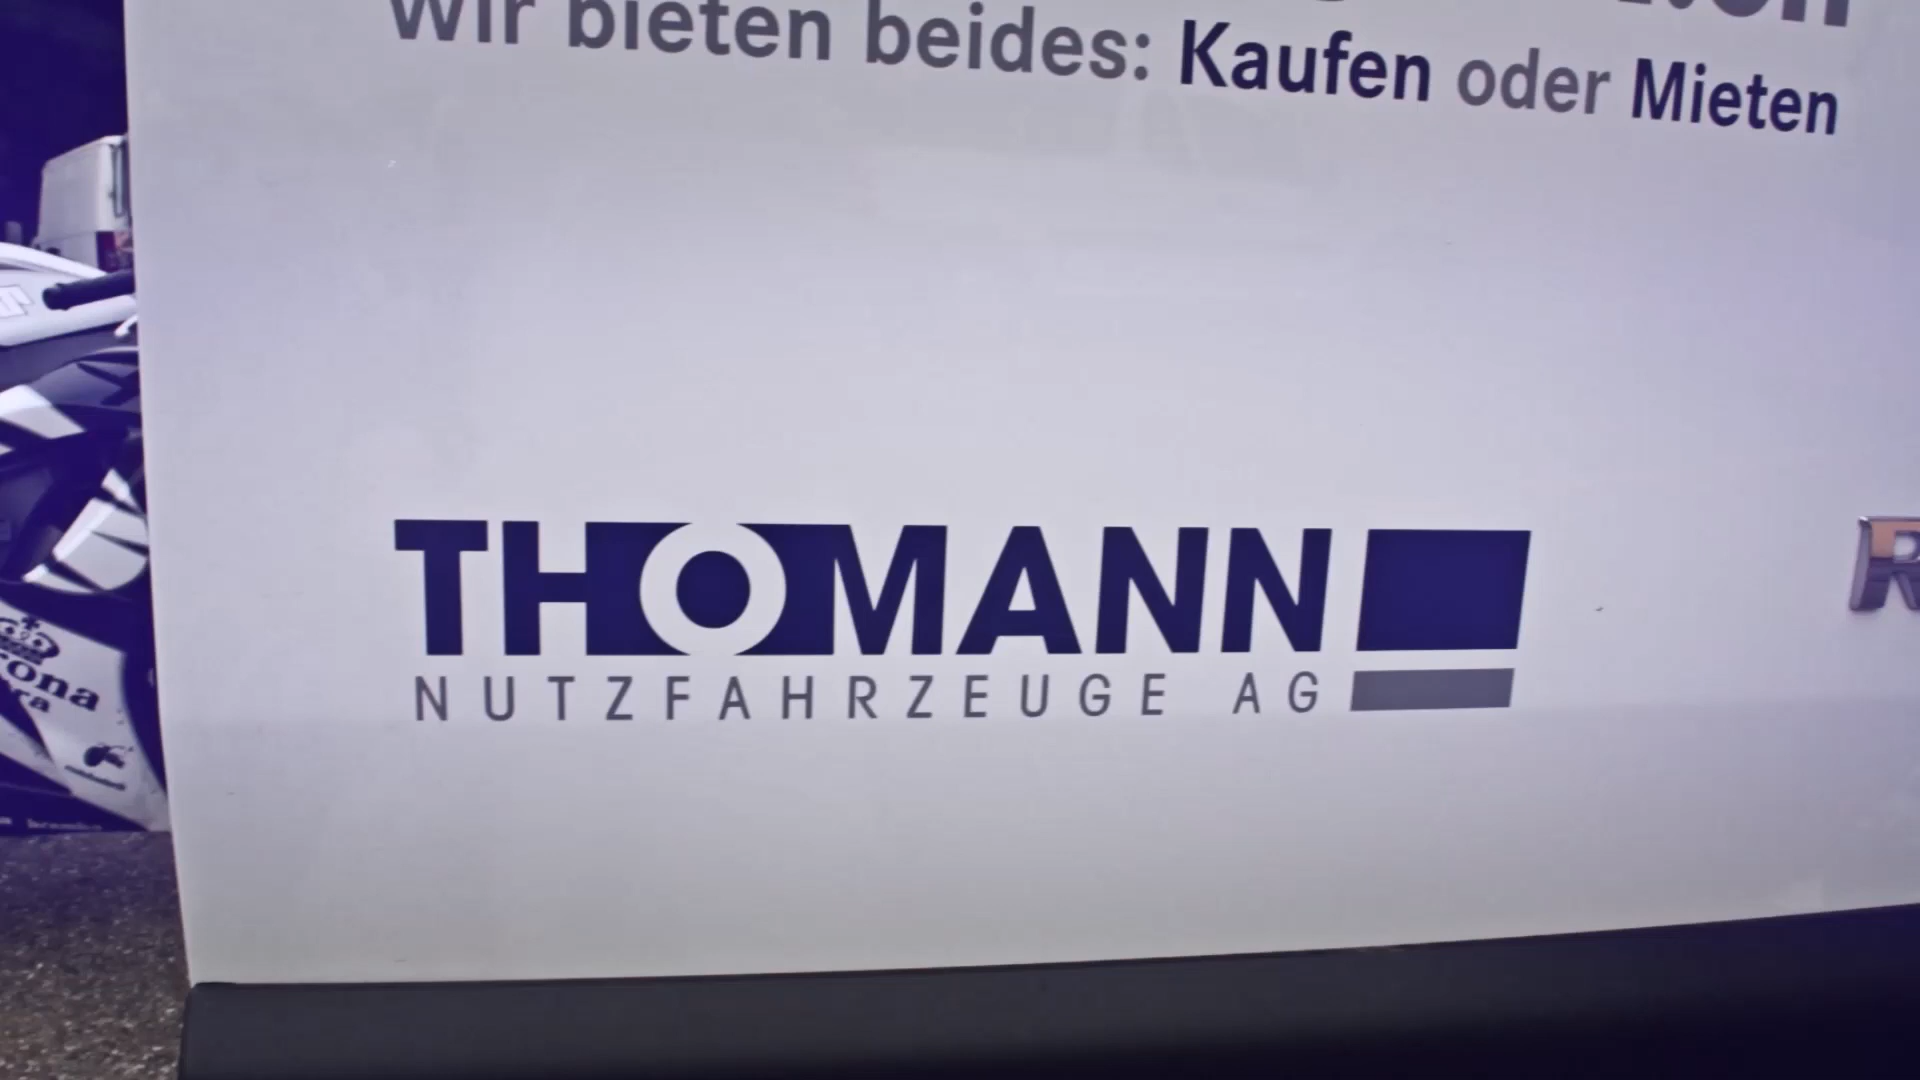 Wir bieten beides: Kaufen oder Mieten
THOMANN
NUTZFAHRZEUGE AG